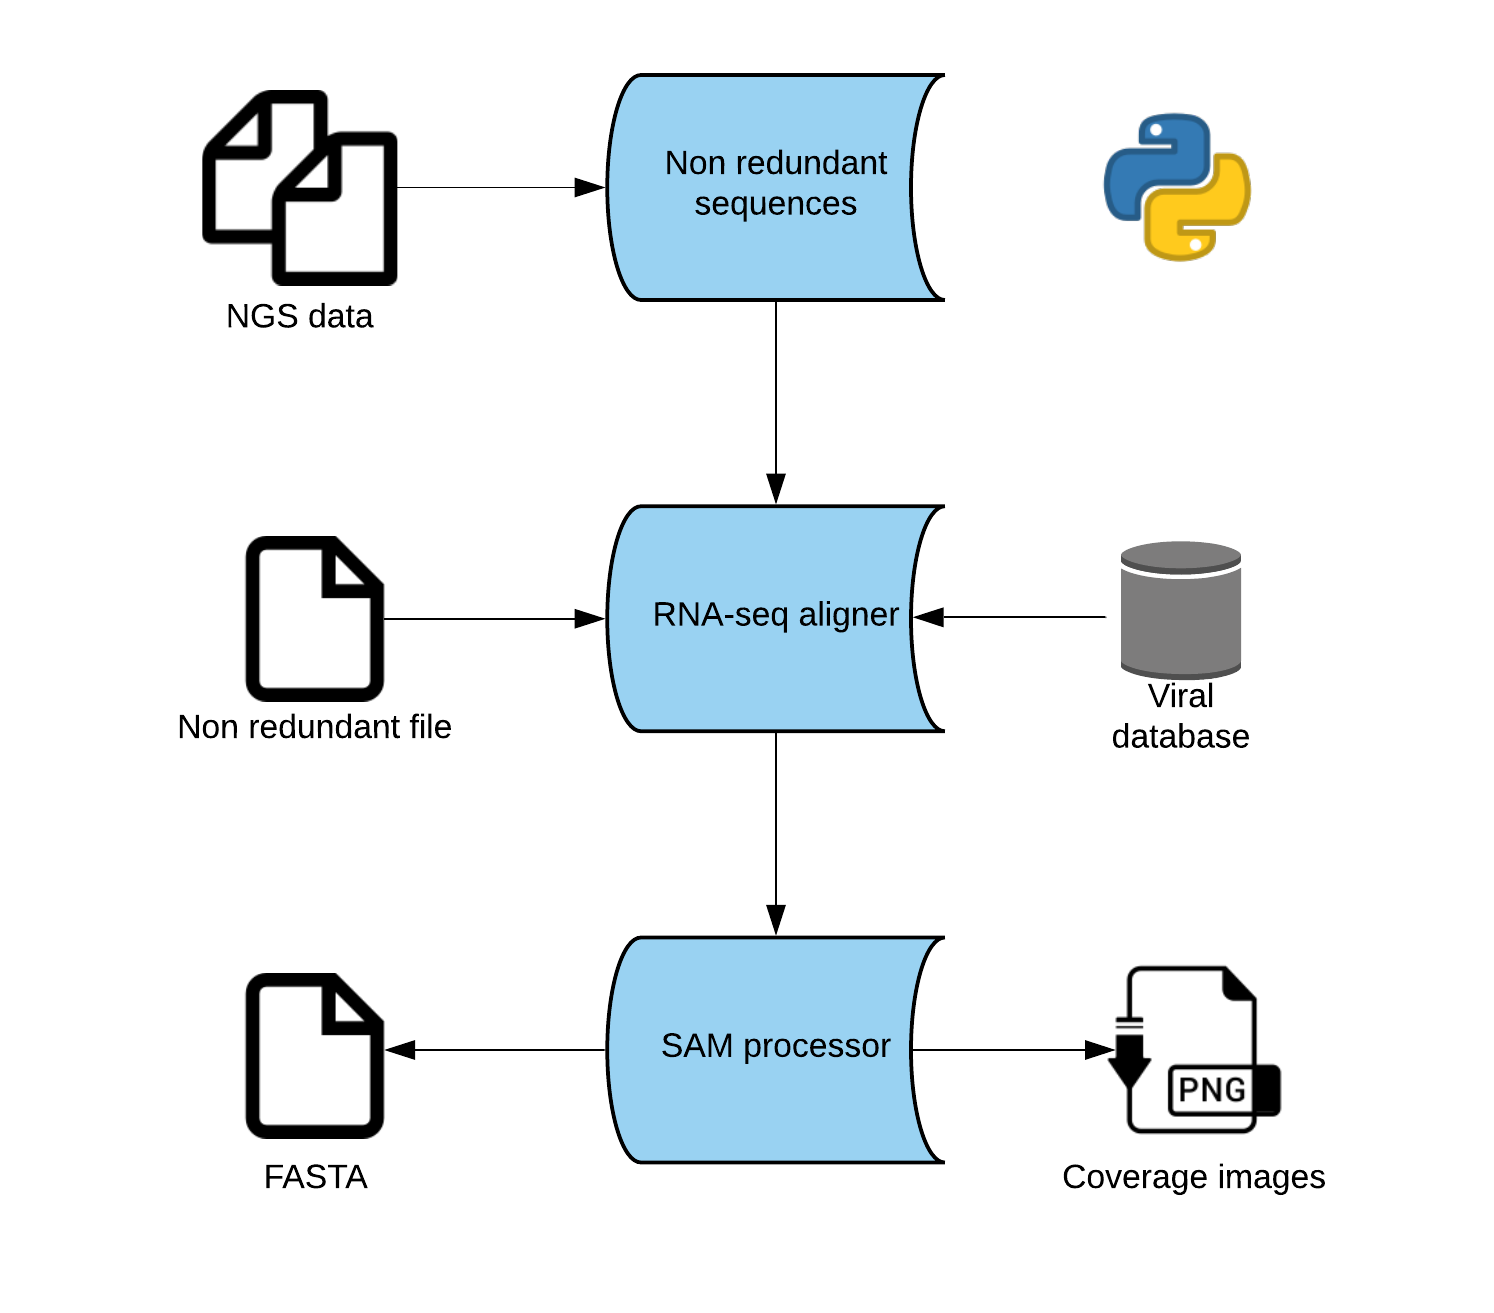 Non redundant
sequences
NGS data
RNA-seq aligner
Non redundant file
Viral
database
SAM processor
PNG
FASTA
Coverage images